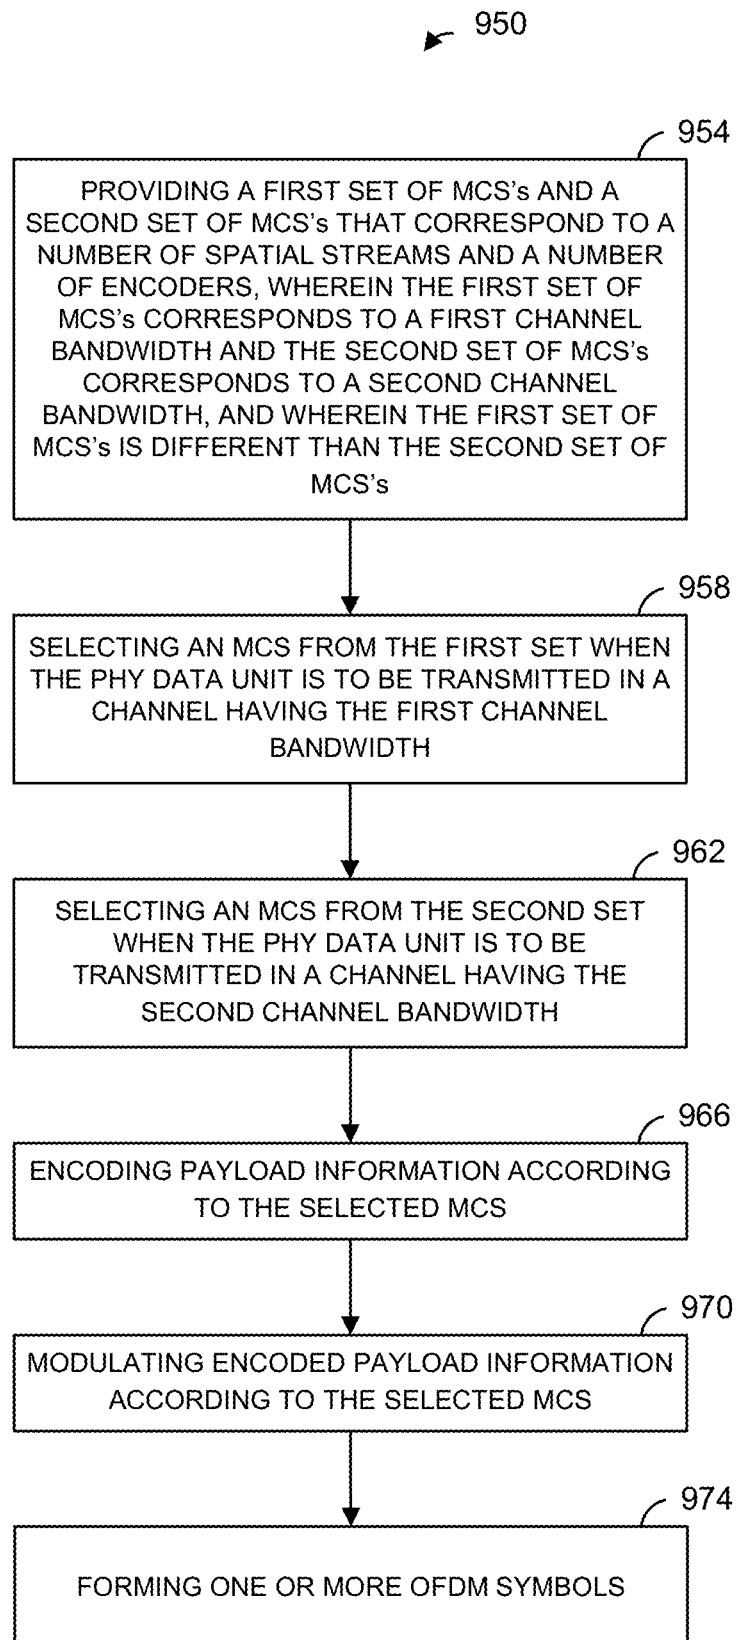 950
954
PROVIDING A FIRST SET OF MCS's AND A
SECOND SET OF MCS's THAT CORRESPOND TO A
NUMBER OF SPATIAL STREAMS AND A NUMBER
OF ENCODERS, WHEREIN THE FIRST SET OF
MCS's CORRESPONDS TO A FIRST CHANNEL
BANDWIDTH AND THE SECOND SET OF MCS's
CORRESPONDS TO A SECOND CHANNEL
BANDWIDTH, AND WHEREIN THE FIRST SET OF
MCS's IS DIFFERENT THAN THE SECOND SET OF
MCS's
958
SELECTING AN MCS FROM THE FIRST SET WHEN
THE PHY DATA UNIT IS TO BE TRANSMITTED IN A
CHANNEL HAVING THE FIRST CHANNEL
BANDWIDTH
962
SELECTING AN MCS FROM THE SECOND SET
WHEN THE PHY DATA UNIT IS TO BE
TRANSMITTED IN A CHANNEL HAVING THE
SECOND CHANNEL BANDWIDTH
966
ENCODING PAYLOAD INFORMATION ACCORDING
TO THE SELECTED MCS
970
MODULATING ENCODED PAYLOAD INFORMATION
ACCORDING TO THE SELECTED MCS
974
FORMING ONE OR MORE OFDM SYMBOLS